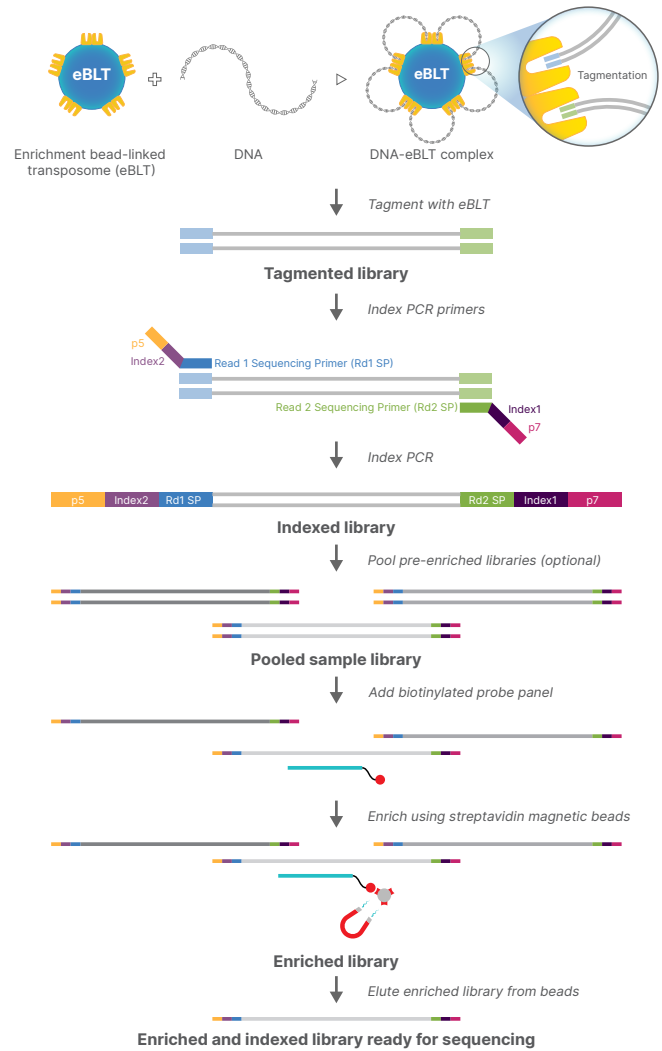 eBLT
eBLT
Tagmentation
Enrichment bead-linked
transposome (eBLT)
DNA
DNA-eBLT complex
Tagment with eBLT
Tagmented library
Index PCR primers
p5
Index2
Read 1 Sequencing Primer (Rd1 SP)
Read 2 Sequencing Primer (Rd2 SP)
Index1
p7
Index PCR
p5 Index2 Rd1 SP Rd2 SP Index1 p7
Indexed library
Pool pre-enriched libraries (optional)
Pooled sample library
Add biotinylated probe panel
Enrich using streptavidin magnetic beads
Enriched library
Elute enriched library from beads
Enriched and indexed library ready for sequencing